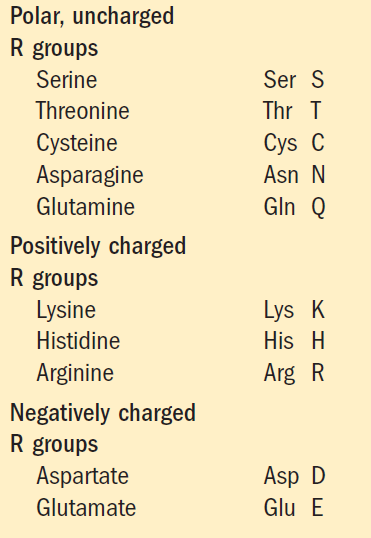 Polar, uncharged
R groups
Serine Ser S
Threonine Thr T
Cysteine Cys C
Asparagine Asn N
Glutamine Gln Q
Positively charged
R groups
Lysine Lys K
Histidine His H
Arginine Arg R
Negatively charged
R groups
Aspartate Asp D
Glutamate Glu E